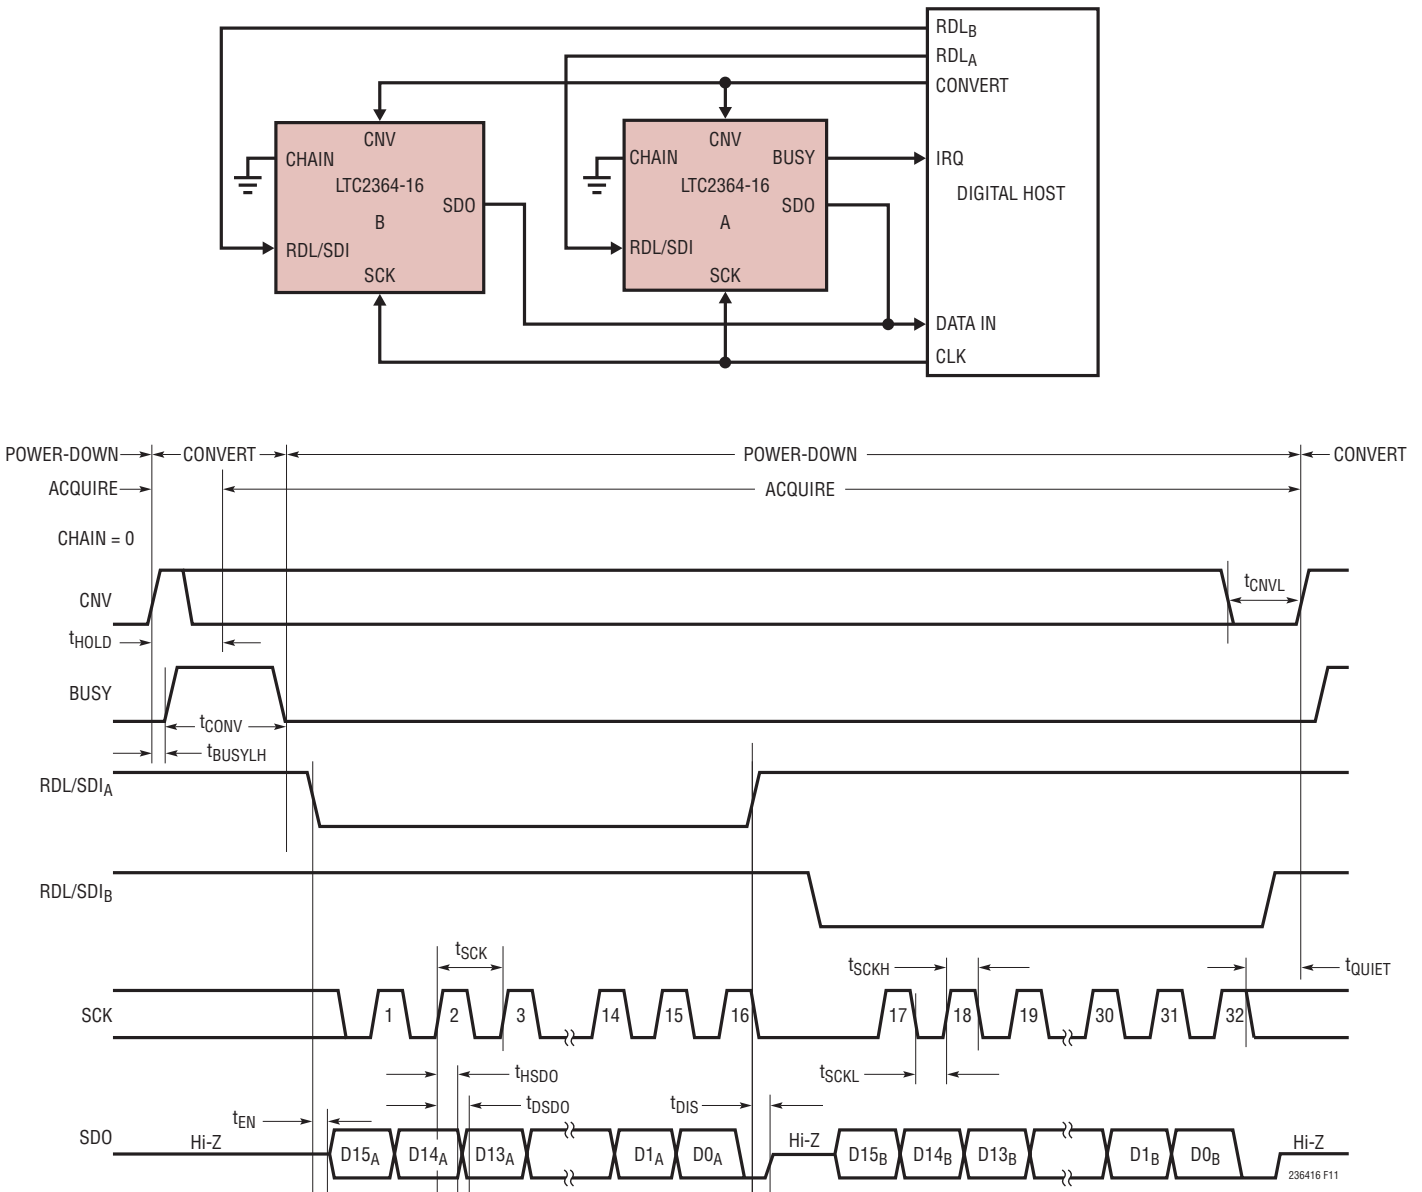 RDLB
RDLA
CONVERT
CNV
CNV
CHAIN
CHAIN
BUSY
IRQ
LTC2364-16
LTC2364-16
DIGITAL HOST
SDO
SDO
B
A
RDL/SDI
RDL/SDI
SCK
SCK
DATA IN
CLK
POWER-DOWN
CONVERT
POWER-DOWN
CONVERT
ACQUIRE
ACQUIRE
CHAIN = 0
CNV
tCNVL
tHOLD
BUSY
tCONV
tBUSYLH
RDL/SDIA
RDL/SDIB
tSCK
tSCKH
tQUIET
SCK
1
2
3
14
15
16
17
18
19
30
31
32
tHSDO
tSCKL
tDSDO
tDIS
tEN
SDO
Hi-Z
D15A
D14A
D13A
D1A
D0A
Hi-Z
D15B
D14B
D13B
D1B
D0B
Hi-Z
236416 F11